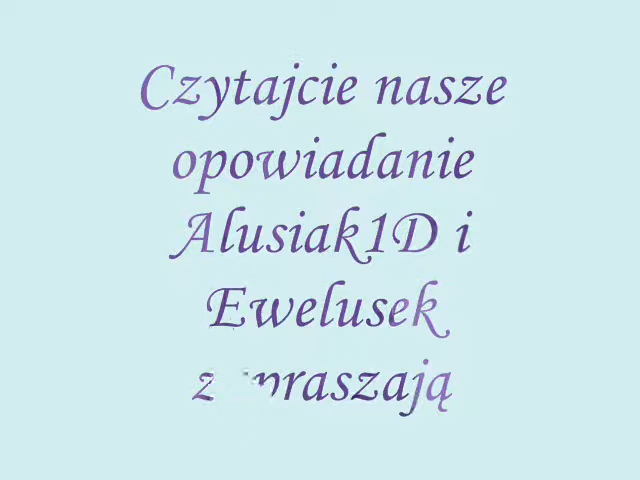 Czytajcie nasze
opowiadanie
Alusiak1D i
Ewelusek
zapraszają